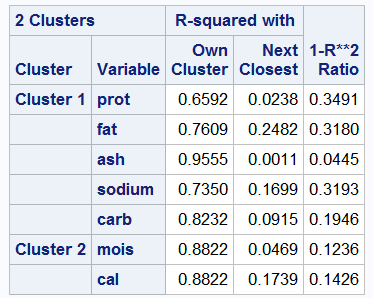 2 Clusters R-squared with
Cluster Variable Own Cluster Next Closest 1-R**2 Ratio
Cluster 1 prot 0.6592 0.0238 0.3491
fat 0.7609 0.2482 0.3180
ash 0.9555 0.0011 0.0445
sodium 0.7350 0.1699 0.3193
carb 0.8232 0.0915 0.1946
Cluster 2 mois 0.8822 0.0469 0.1236
cal 0.8822 0.1739 0.1426